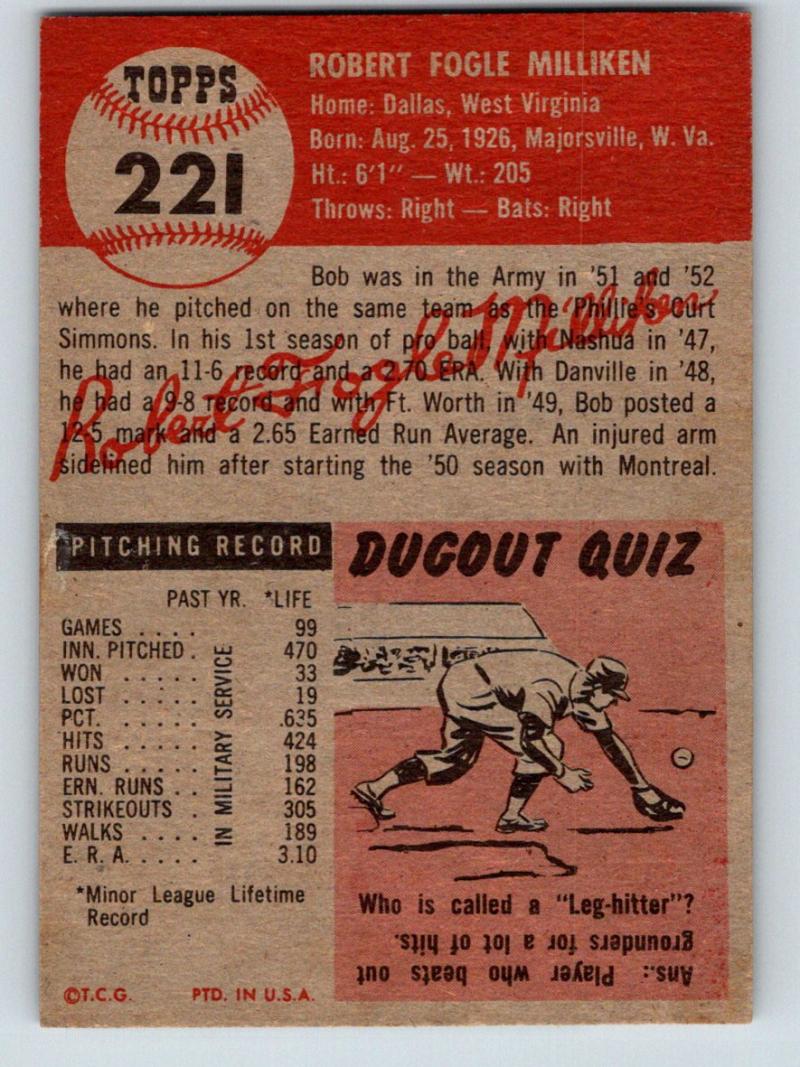 TOPPS
221
ROBERT FOGLE MILLIKEN
Home: Dallas, West Virginia
Born: Aug. 25, 1926, Majorsville, W. Va.
Ht.: 6'1" — Wt.: 205
Throws: Right — Bats: Right
Bob was in the Army in '51 and '52
where he pitched on the same team as the Phillie's Curt
Simmons. In his 1st season of pro ball, with Nashua in '47,
he had an 11-6 record and a 2.70 ERA. With Danville in '48,
he had a 9-8 record and with Ft. Worth in '49, Bob posted a
12-5 mark and a 2.65 Earned Run Average. An injured arm
sidelined him after starting the '50 season with Montreal.
Robert Fogle Milliken
PITCHING RECORD
PAST YR. *LIFE
GAMES . . . . 99
INN. PITCHED . 470
WON . . . . . 33
LOST . . . . . 19
PCT. . . . . . .635
HITS . . . . . 424
RUNS . . . . . 198
ERN. RUNS . . 162
STRIKEOUTS . 305
WALKS . . . . 189
E. R. A. . . . . . 3.10
IN MILITARY SERVICE
*Minor League Lifetime
Record
©T.C.G. PTD. IN U.S.A.
DUGOUT QUIZ
Who is called a "Leg-hitter"?
Ans.: Player who beats out
grounders for a lot of hits.